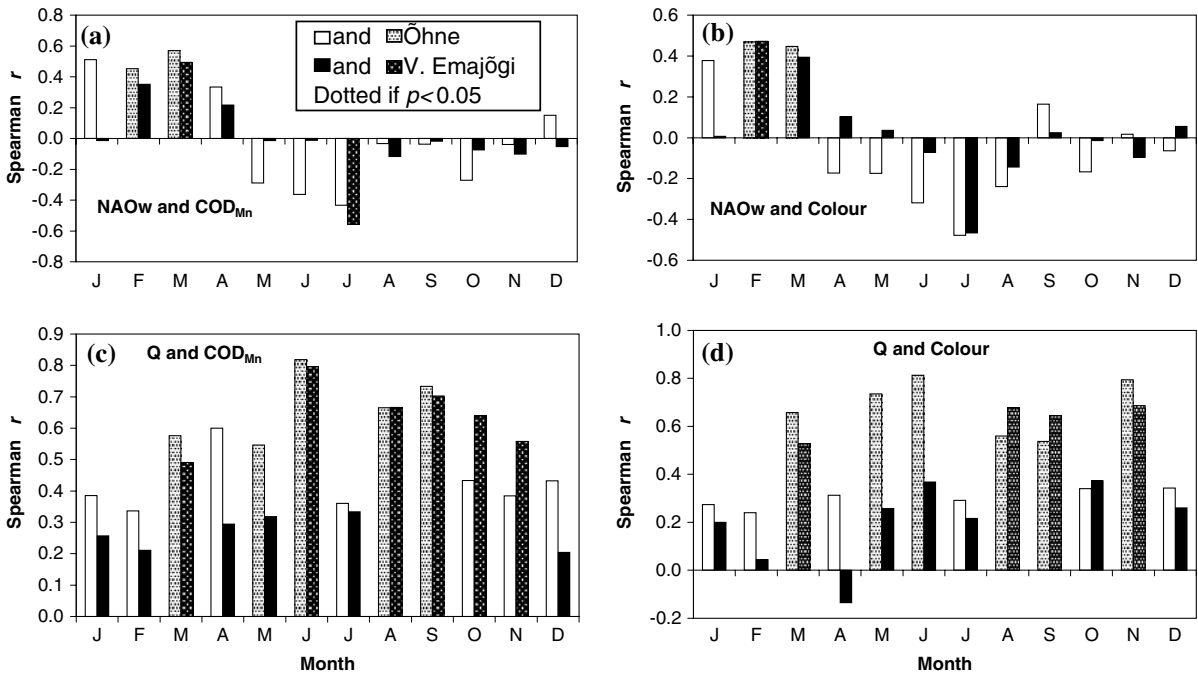 (a)
and Õhne
and V. Emajõgi
Dotted if p<0.05
Spearman r
0.8
0.6
0.4
0.2
0.0
-0.2
-0.4
-0.6
-0.8
NAOw and CODMn
J F M A M J J A S O N D
(b)
Spearman r
0.6
0.4
0.2
0.0
-0.2
-0.4
-0.6
NAOw and Colour
J F M A M J J A S O N D
(c)
Q and CODMn
Spearman r
0.9
0.8
0.7
0.6
0.5
0.4
0.3
0.2
0.1
0.0
J F M A M J J A S O N D
Month
(d)
Q and Colour
Spearman r
1.0
0.8
0.6
0.4
0.2
0.0
-0.2
J F M A M J J A S O N D
Month